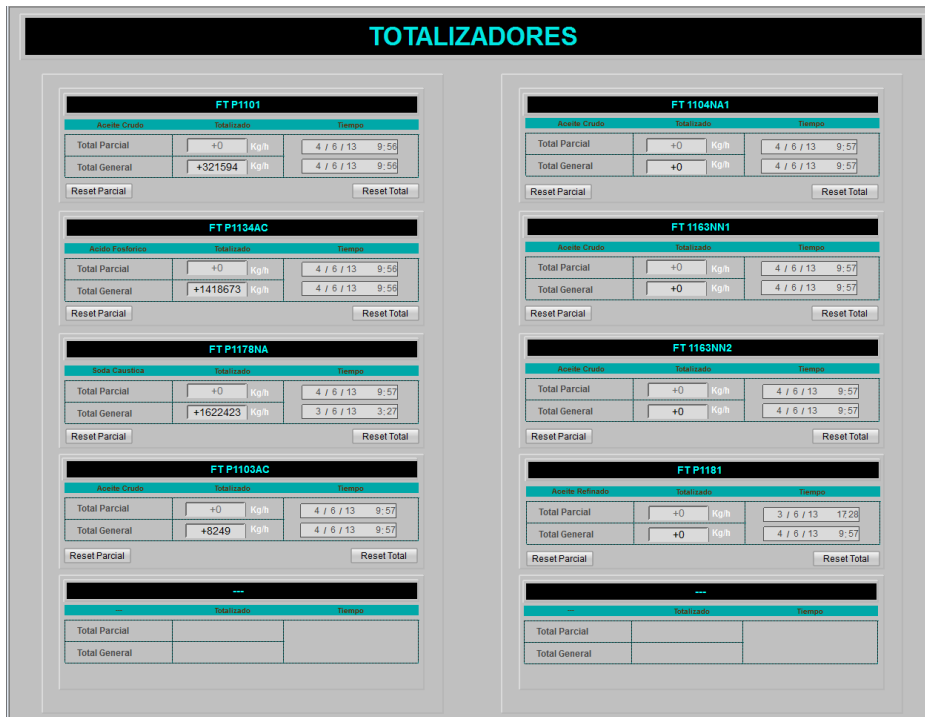 TOTALIZADORES
FT P1101
Aceite Crudo Totalizado Tiempo
Total Parcial +0 Kg/h 4 / 6 / 13 9:56
Total General +321594 Kg/h 4 / 6 / 13 9:56
Reset Parcial Reset Total
FT P1134AC
Acido Fosforico Totalizado Tiempo
Total Parcial +0 Kg/h 4 / 6 / 13 9:56
Total General +1418673 Kg/h 4 / 6 / 13 9:56
Reset Parcial Reset Total
FT P1178NA
Soda Caustica Totalizado Tiempo
Total Parcial +0 Kg/h 4 / 6 / 13 9:57
Total General +1622423 Kg/h 3 / 6 / 13 3:27
Reset Parcial Reset Total
FT P1103AC
Aceite Crudo Totalizado Tiempo
Total Parcial +0 Kg/h 4 / 6 / 13 9:57
Total General +8249 Kg/h 4 / 6 / 13 9:57
Reset Parcial Reset Total
---
--- Totalizado Tiempo
Total Parcial
Total General
FT 1104NA1
Aceite Crudo Totalizado Tiempo
Total Parcial +0 Kg/h 4 / 6 / 13 9:57
Total General +0 Kg/h 4 / 6 / 13 9:57
Reset Parcial Reset Total
FT 1163NN1
Aceite Crudo Totalizado Tiempo
Total Parcial +0 Kg/h 4 / 6 / 13 9:57
Total General +0 Kg/h 4 / 6 / 13 9:57
Reset Parcial Reset Total
FT 1163NN2
Aceite Crudo Totalizado Tiempo
Total Parcial +0 Kg/h 4 / 6 / 13 9:57
Total General +0 Kg/h 4 / 6 / 13 9:57
Reset Parcial Reset Total
FT P1181
Aceite Refinado Totalizado Tiempo
Total Parcial +0 Kg/h 3 / 6 / 13 17:28
Total General +0 Kg/h 4 / 6 / 13 9:57
Reset Parcial Reset Total
---
--- Totalizado Tiempo
Total Parcial
Total General